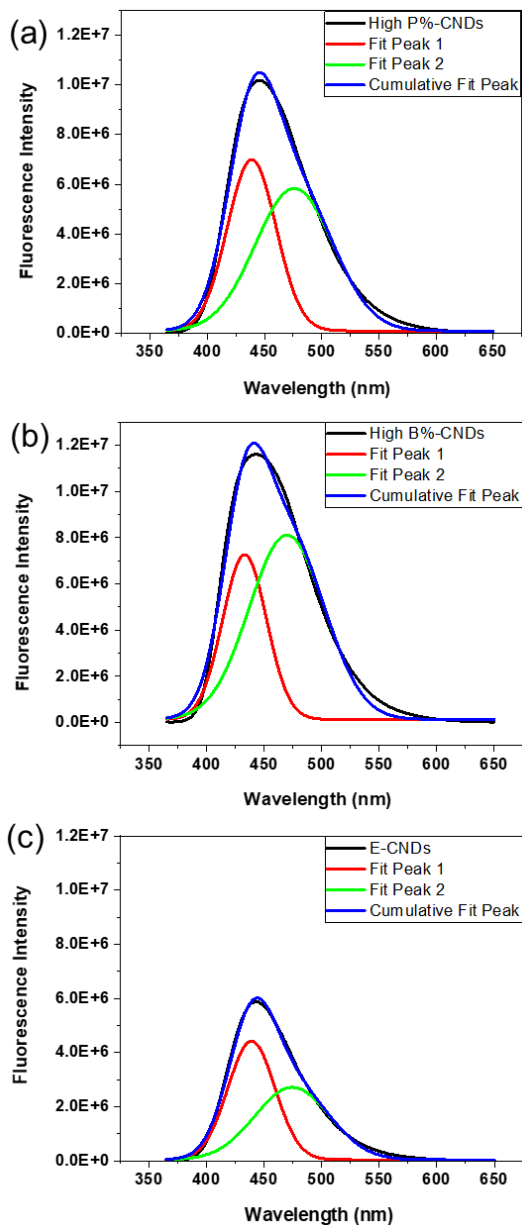 (a)
High P%-CNDs
Fit Peak 1
Fit Peak 2
Cumulative Fit Peak
1.2E+7
1.0E+7
8.0E+6
6.0E+6
4.0E+6
2.0E+6
0.0E+0
Fluorescence Intensity
350 400 450 500 550 600 650
Wavelength (nm)
(b)
High B%-CNDs
Fit Peak 1
Fit Peak 2
Cumulative Fit Peak
1.2E+7
1.0E+7
8.0E+6
6.0E+6
4.0E+6
2.0E+6
0.0E+0
Fluorescence Intensity
350 400 450 500 550 600 650
Wavelength (nm)
(c)
E-CNDs
Fit Peak 1
Fit Peak 2
Cumulative Fit Peak
1.2E+7
1.0E+7
8.0E+6
6.0E+6
4.0E+6
2.0E+6
0.0E+0
Fluorescence Intensity
350 400 450 500 550 600 650
Wavelength (nm)